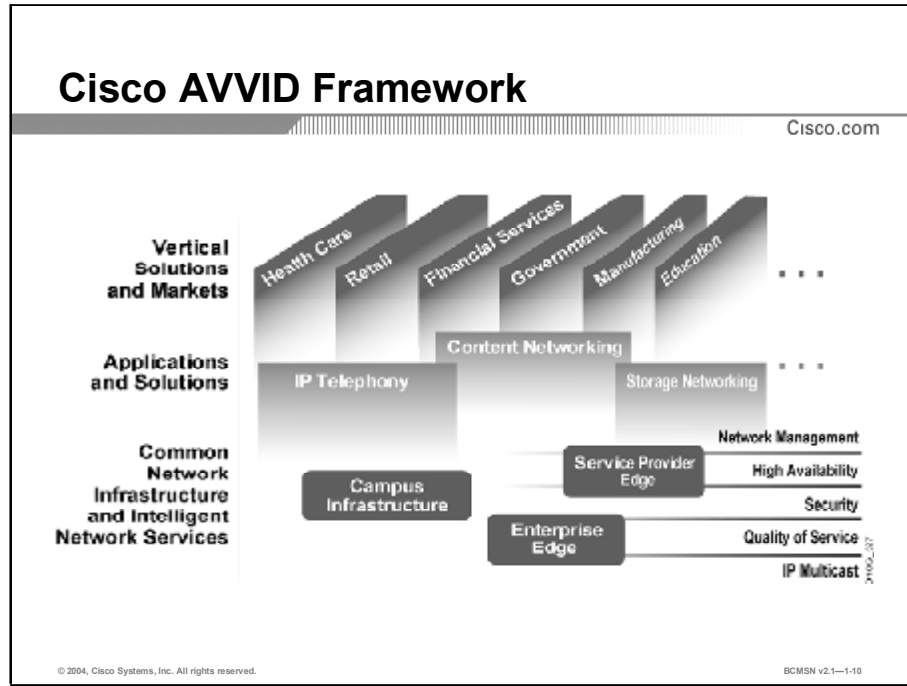 Cisco AVVID Framework
Cisco.com
Vertical
Solutions
and Markets
Health Care
Retail
Financial Services
Government
Manufacturing
Education
. . .
Applications
and Solutions
IP Telephony
Content Networking
Storage Networking
. . .
Common
Network
Infrastructure
and Intelligent
Network Services
Campus
Infrastructure
Service Provider
Edge
Enterprise
Edge
Network Management
High Availability
Security
Quality of Service
IP Multicast
© 2004, Cisco Systems, Inc. All rights reserved.
BCMSN v2.1—1-10